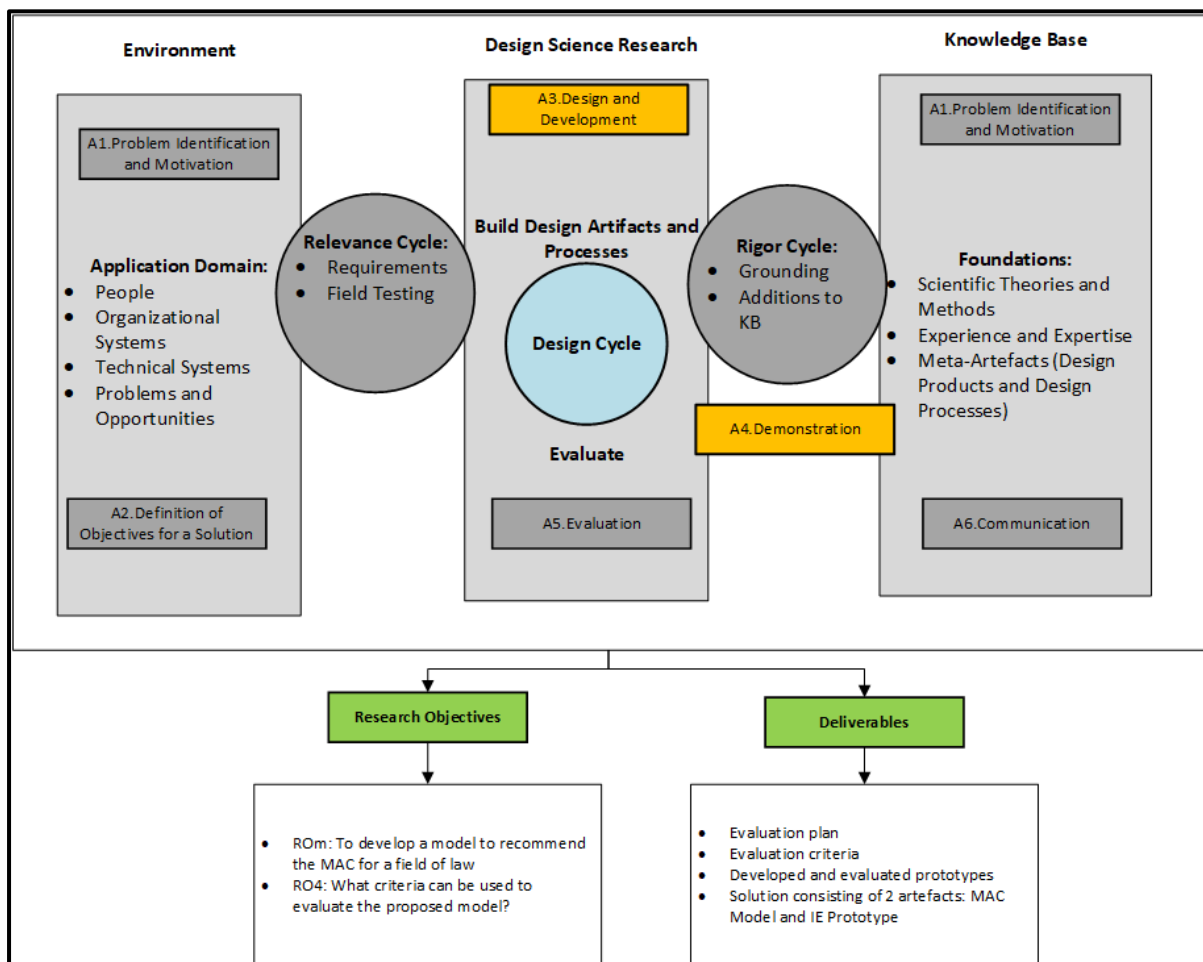 Environment
Design Science Research
Knowledge Base
A1.Problem Identification
and Motivation
Application Domain:
• People
• Organizational
Systems
• Technical Systems
• Problems and
Opportunities
A2.Definition of
Objectives for a Solution
Relevance Cycle:
• Requirements
• Field Testing
A3.Design and
Development
Build Design Artifacts and
Processes
Design Cycle
Evaluate
A5.Evaluation
Rigor Cycle:
• Grounding
• Additions to
KB
A4.Demonstration
A1.Problem Identification
and Motivation
Foundations:
• Scientific Theories and
Methods
• Experience and Expertise
• Meta-Artefacts (Design
Products and Design
Processes)
A6.Communication
Research Objectives
• ROm: To develop a model to recommend
the MAC for a field of law
• RO4: What criteria can be used to
evaluate the proposed model?
Deliverables
• Evaluation plan
• Evaluation criteria
• Developed and evaluated prototypes
• Solution consisting of 2 artefacts: MAC
Model and IE Prototype